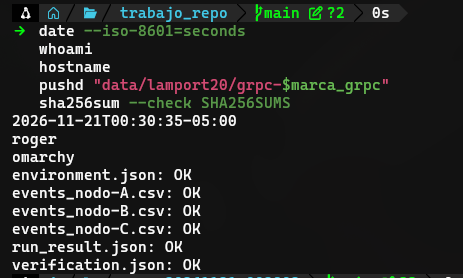 trabajo_repo main ?2 0s
date --iso-8601=seconds
whoami
hostname
pushd "data/lamport20/grpc-$marca_grpc"
sha256sum --check SHA256SUMS
2026-11-21T00:30:35-05:00
roger
omarchy
environment.json: OK
events_nodo-A.csv: OK
events_nodo-B.csv: OK
events_nodo-C.csv: OK
run_result.json: OK
verification.json: OK